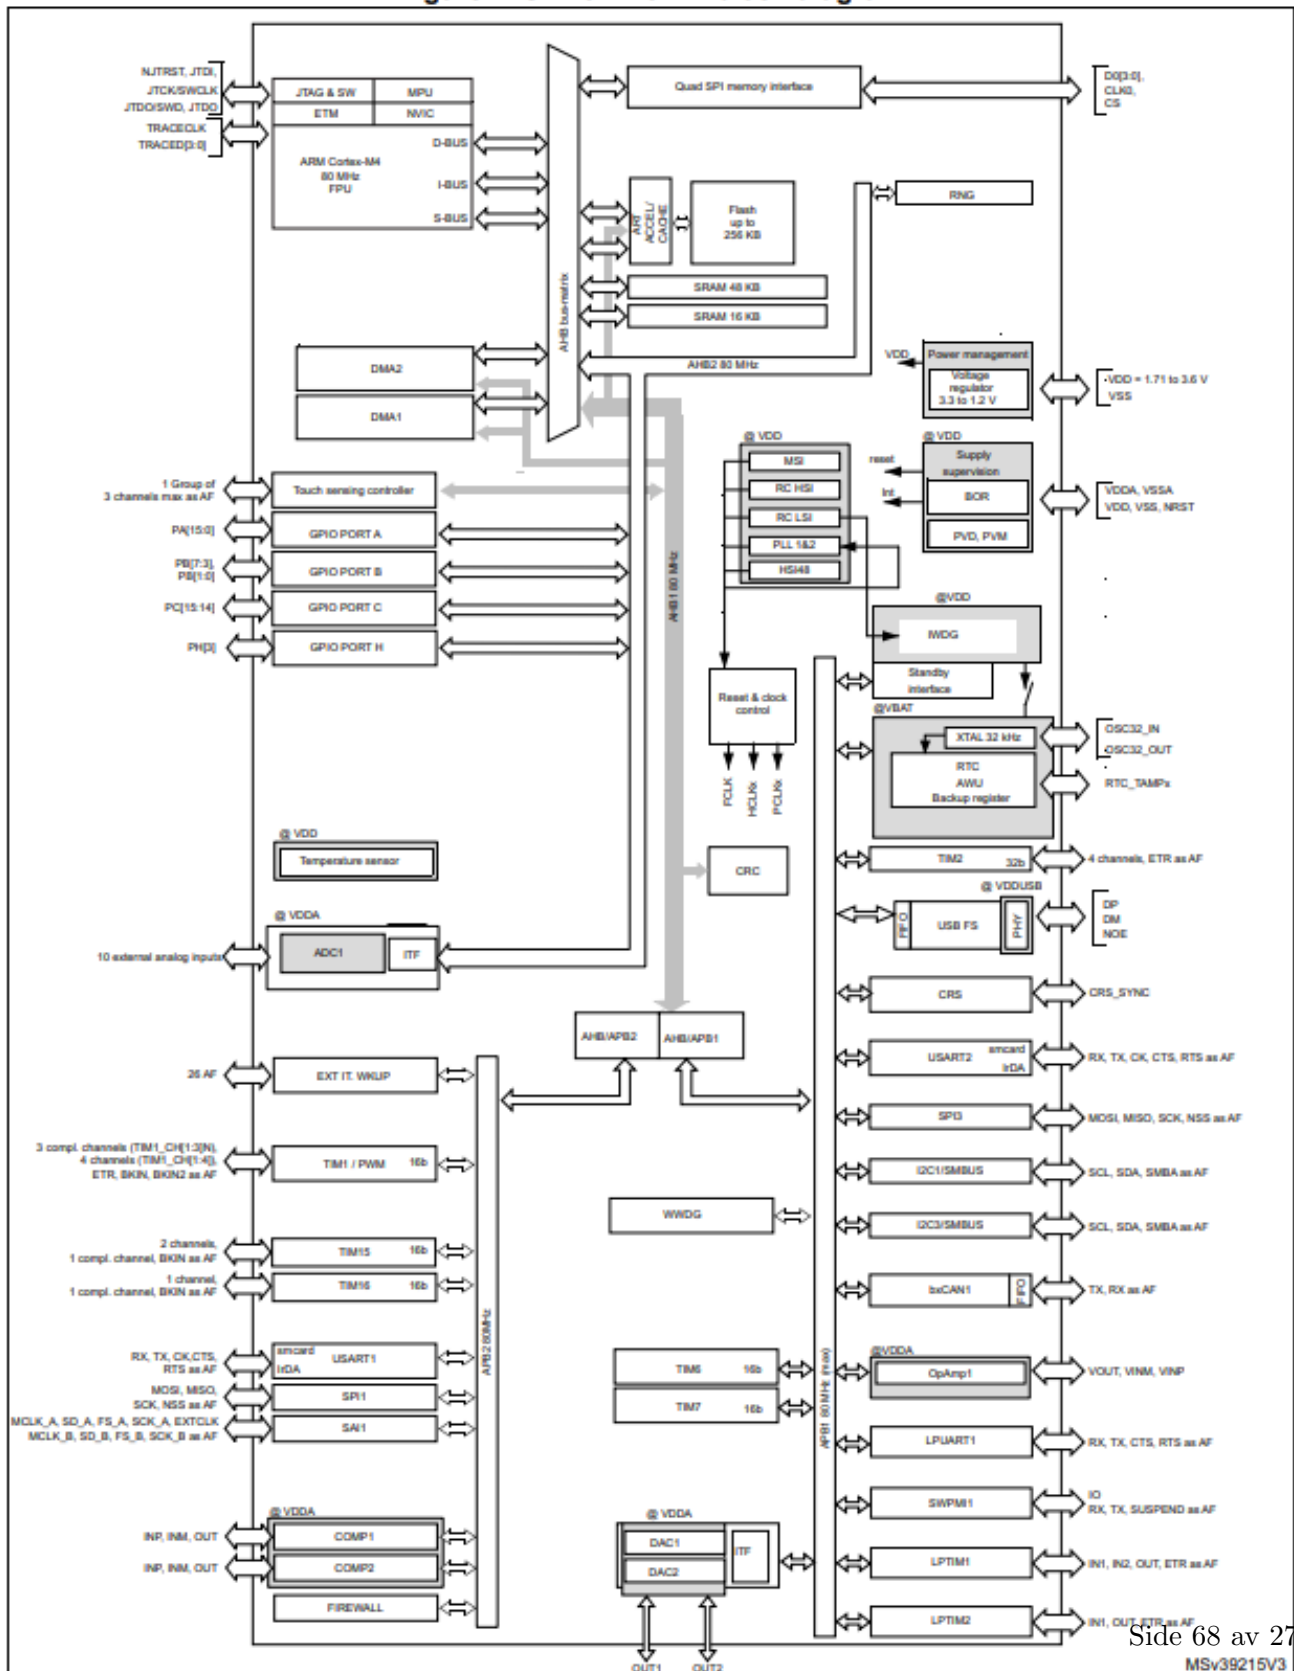 NJTRST, JTDI,
JTCK/SWCLK
JTDO/SWD, JTDO
TRACECLK
TRACED[3:0]
JTAG & SW
MPU
ETM
NVIC
ARM Cortex-M4
80 MHz
FPU
D-BUS
I-BUS
S-BUS
AHB bus-matrix
Quad SPI memory interface
D0[3:0],
CLK0,
CS
ART
ACCEL/
CACHE
Flash
up to
256 KB
RNG
SRAM 48 KB
SRAM 16 KB
AHB2 80 MHz
DMA2
DMA1
VDD
Power management
Voltage
regulator
3.3 to 1.2 V
VDD = 1.71 to 3.6 V
VSS
@ VDD
MSI
RC HSI
RC LSI
PLL 1&2
HSI48
@ VDD
reset
Int
Supply
supervision
BOR
PVD, PVM
VDDA, VSSA
VDD, VSS, NRST
1 Group of
3 channels max as AF
Touch sensing controller
PA[15:0]
GPIO PORT A
PB[7:3],
PB[1:0]
GPIO PORT B
PC[15:14]
GPIO PORT C
PH[3]
GPIO PORT H
AHB1 80 MHz
@VDD
IWDG
Standby
interface
Reset & clock
control
FCLK
HCLKx
PCLKx
@VBAT
XTAL 32 kHz
RTC
AWU
Backup register
OSC32_IN
OSC32_OUT
RTC_TAMPx
@ VDD
Temperature sensor
CRC
TIM2
32b
4 channels, ETR as AF
@ VDDUSB
FIFO
USB FS
PHY
DP
DM
NOE
@ VDDA
10 external analog inputs
ADC1
ITF
CRS
CRS_SYNC
AHB/APB2
AHB/APB1
USART2
smcard
IrDA
RX, TX, CK, CTS, RTS as AF
26 AF
EXT IT. WKUP
SPI3
MOSI, MISO, SCK, NSS as AF
3 compl. channels (TIM1_CH[1:3]N),
4 channels (TIM1_CH[1:4]),
ETR, BKIN, BKIN2 as AF
TIM1 / PWM
16b
I2C1/SMBUS
SCL, SDA, SMBA as AF
WWDG
I2C3/SMBUS
SCL, SDA, SMBA as AF
2 channels,
1 compl. channel, BKIN as AF
TIM15
16b
1 channel,
1 compl. channel, BKIN as AF
TIM16
16b
bxCAN1
FIFO
TX, RX as AF
APB2 80MHz
APB1 80 MHz (max)
RX, TX, CK,CTS,
RTS as AF
smcard
IrDA
USART1
TIM6
16b
TIM7
16b
@VDDA
OpAmp1
VOUT, VINM, VINP
MOSI, MISO,
SCK, NSS as AF
SPI1
MCLK_A, SD_A, FS_A, SCK_A, EXTCLK
MCLK_B, SD_B, FS_B, SCK_B as AF
SAI1
LPUART1
RX, TX, CTS, RTS as AF
SWPMI1
IO
RX, TX, SUSPEND as AF
@ VDDA
INP, INM, OUT
COMP1
INP, INM, OUT
COMP2
FIREWALL
@ VDDA
DAC1
DAC2
ITF
OUT1
OUT2
LPTIM1
IN1, IN2, OUT, ETR as AF
LPTIM2
IN1, OUT, ETR as AF
Side 68 av 27
MSv39215V3